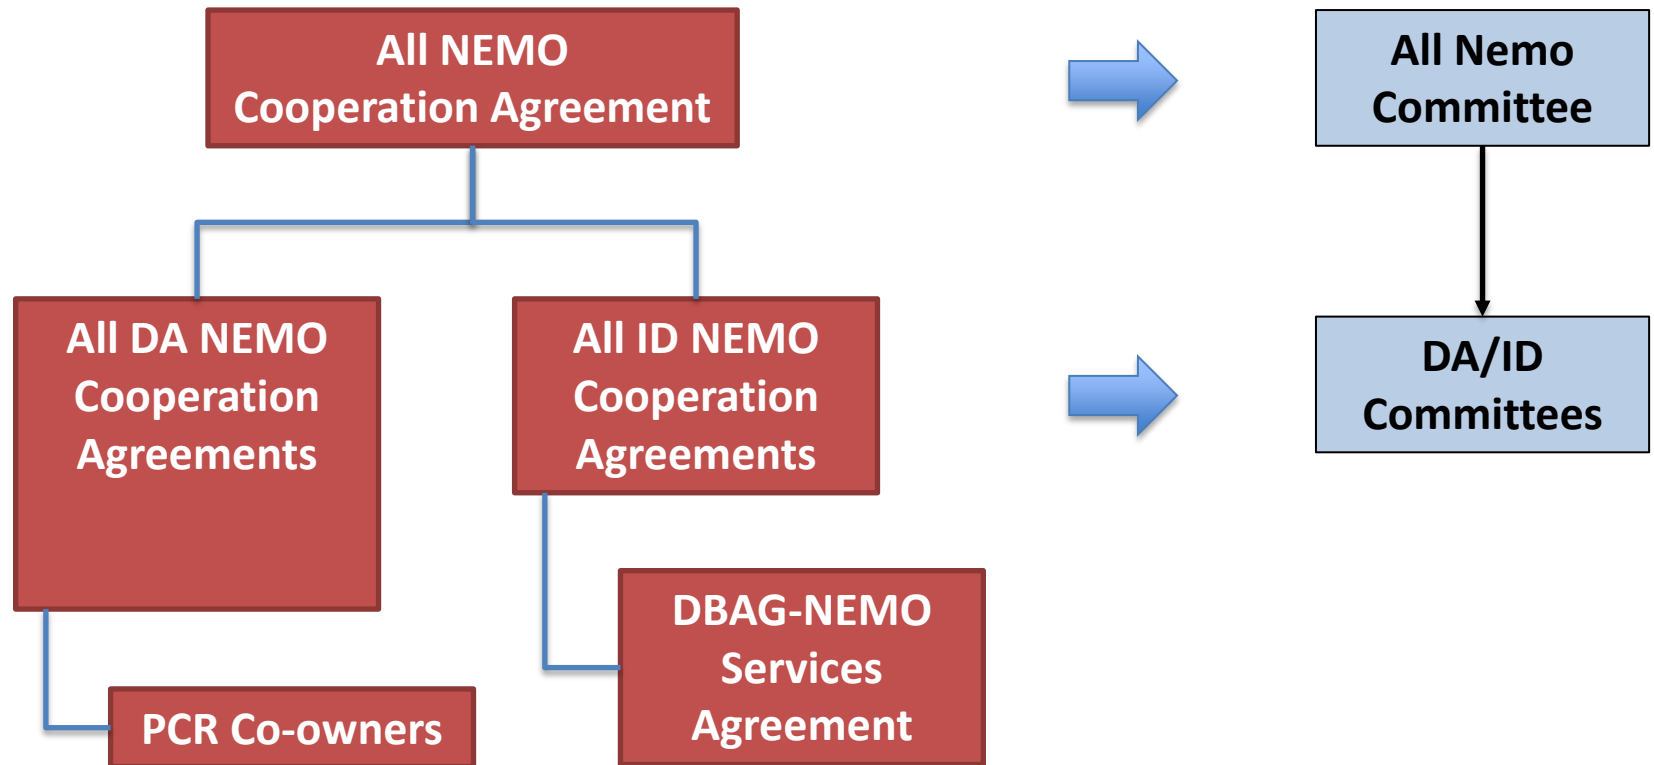 All NEMO
Cooperation Agreement
All Nemo
Committee
All DA NEMO
Cooperation
Agreements
All ID NEMO
Cooperation
Agreements
DA/ID
Committees
DBAG-NEMO
Services
Agreement
PCR Co-owners